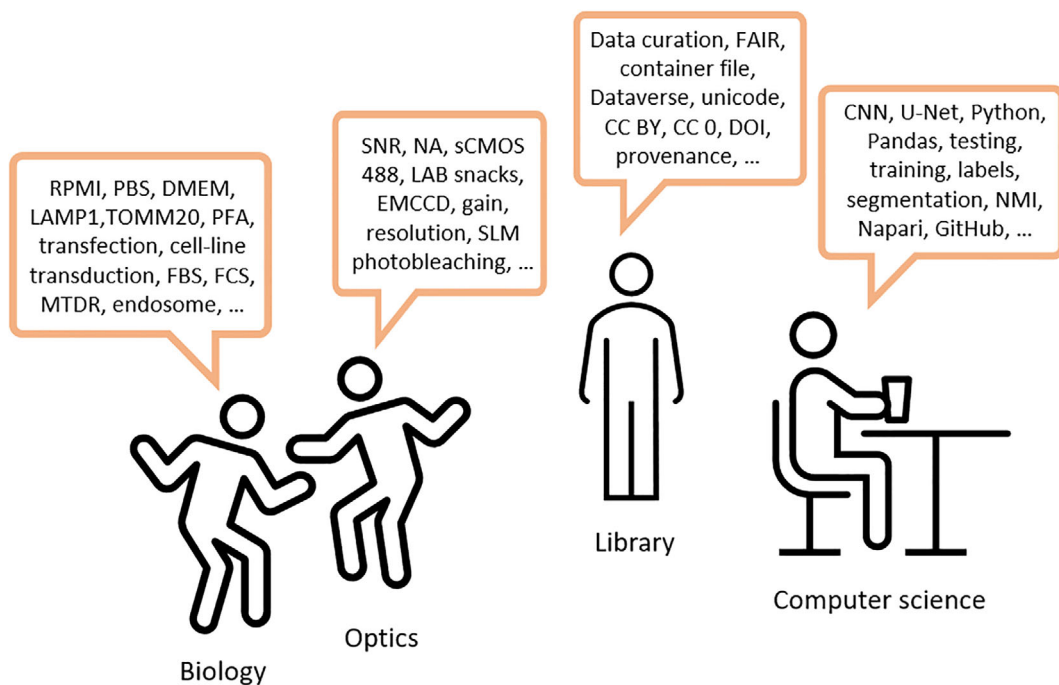 RPMI, PBS, DMEM,
LAMP1,TOMM20, PFA,
transfection, cell-line
transduction, FBS, FCS,
MTDR, endosome, ...
SNR, NA, sCMOS
488, LAB snacks,
EMCCD, gain,
resolution, SLM
photobleaching, ...
Data curation, FAIR,
container file,
Dataverse, unicode,
CC BY, CC 0, DOI,
provenance, ...
CNN, U-Net, Python,
Pandas, testing,
training, labels,
segmentation, NMI,
Napari, GitHub, ...
Biology
Optics
Library
Computer science